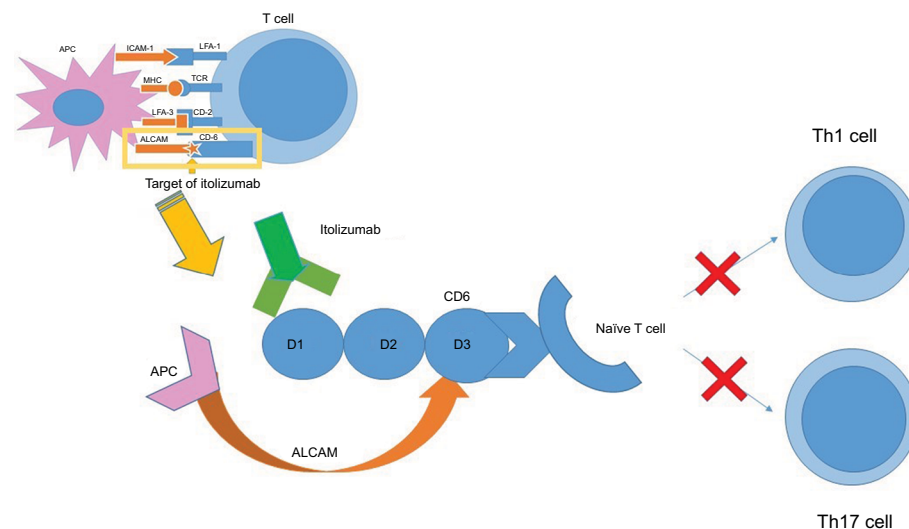 T cell
APC
ICAM-1
LFA-1
MHC
TCR
LFA-3
CD-2
ALCAM
CD-6
Target of itolizumab
Th1 cell
Itolizumab
CD6
D1
D2
D3
Naïve T cell
APC
ALCAM
Th17 cell